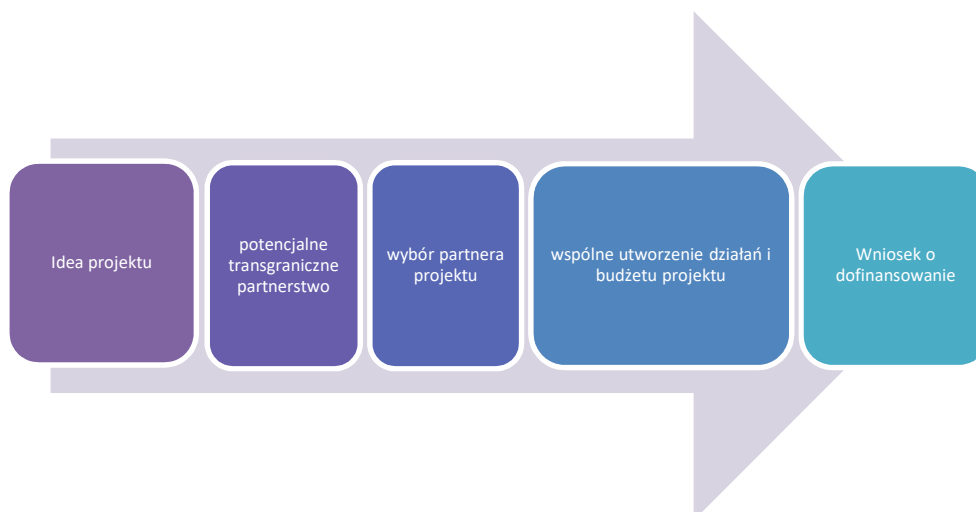 Idea projektu
potencjalne
transgraniczne
partnerstwo
wybór partnera
projektu
wspólne utworzenie działań i
budżetu projektu
Wniosek o
dofinansowanie